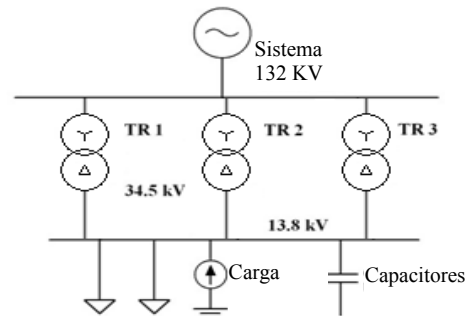 Sistema
132 KV
TR 1
TR 2
TR 3
34.5 kV
13.8 kV
Carga
Capacitores